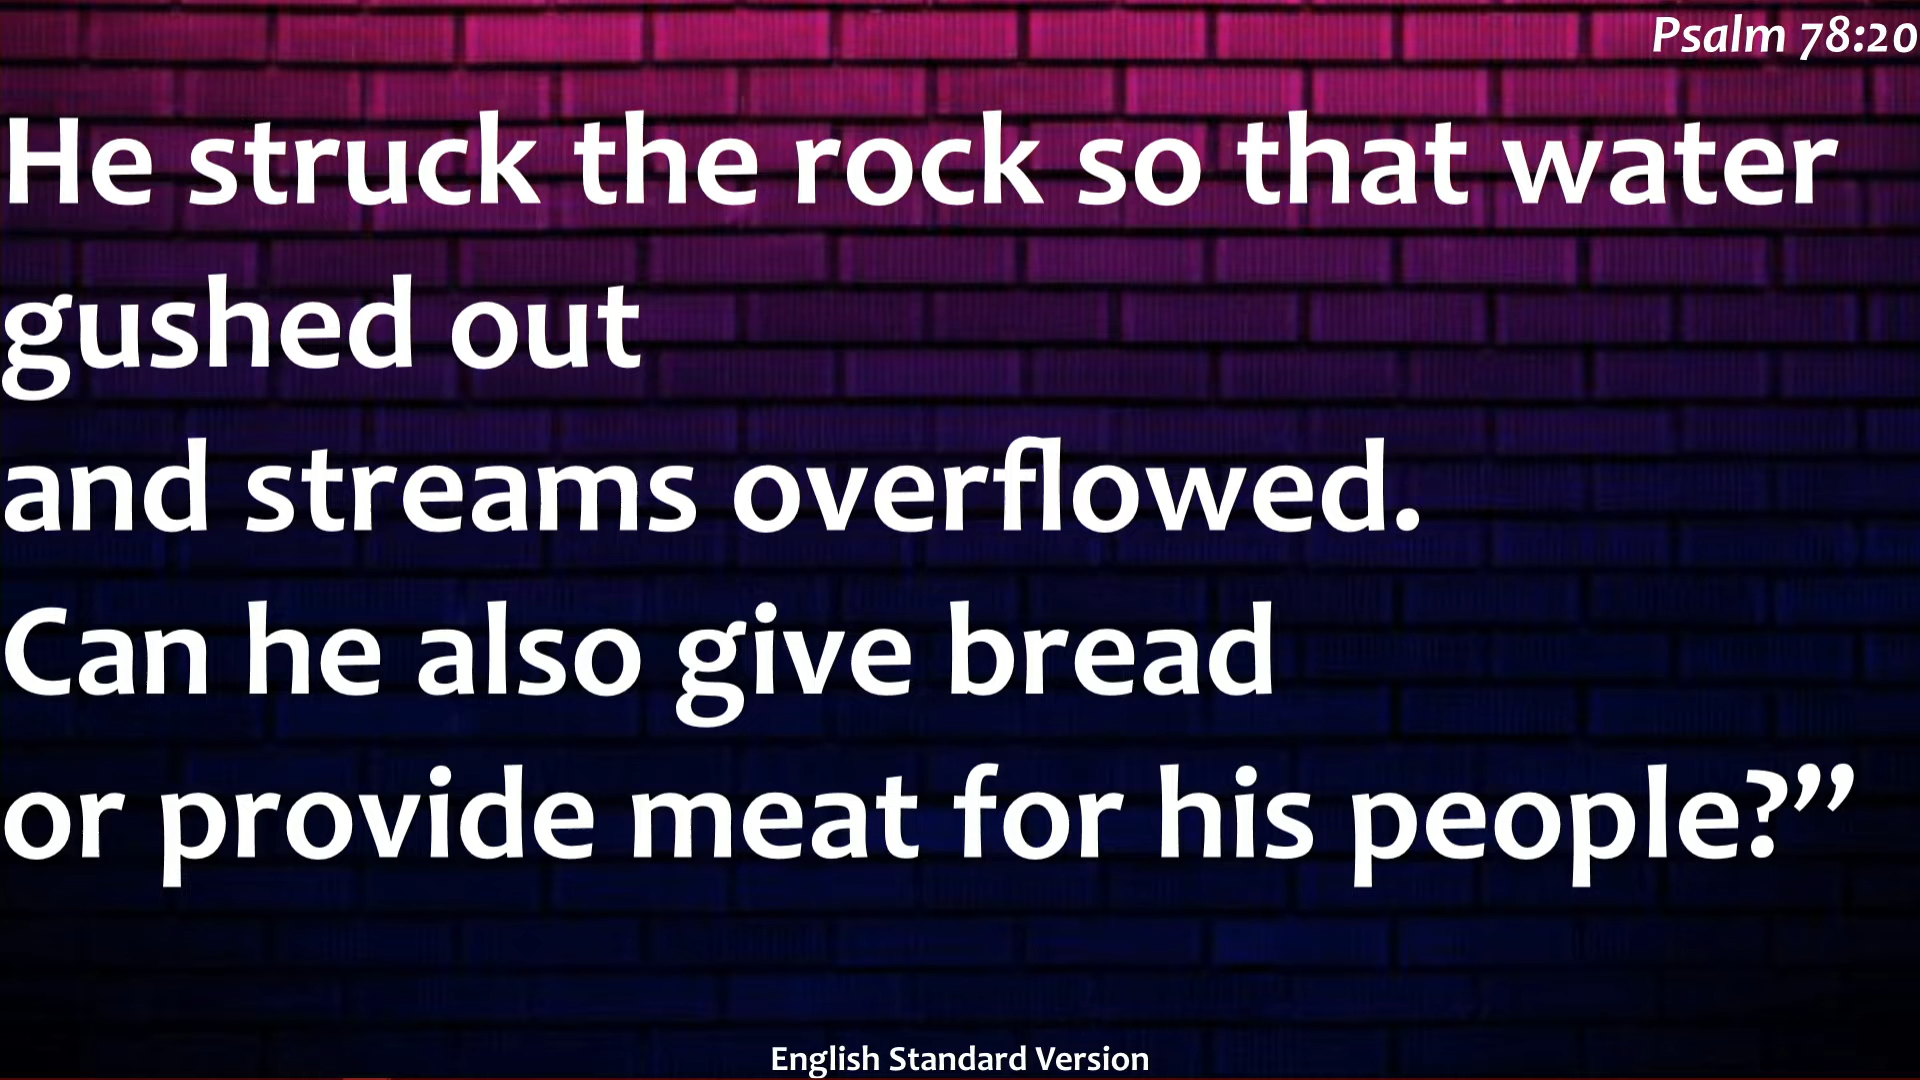 Psalm 78:20
He struck the rock so that water
gushed out
and streams overflowed.
Can he also give bread
or provide meat for his people?”
English Standard Version